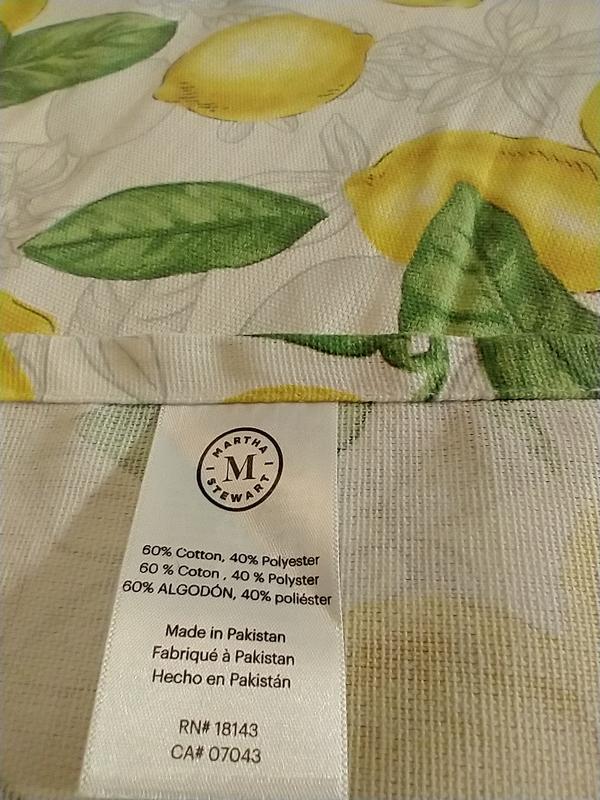 MARTHA
M
STEWART
60% Cotton, 40% Polyester
60 % Coton , 40 % Polyster
60% ALGODÓN, 40% poliéster
Made in Pakistan
Fabriqué à Pakistan
Hecho en Pakistán
RN# 18143
CA# 07043